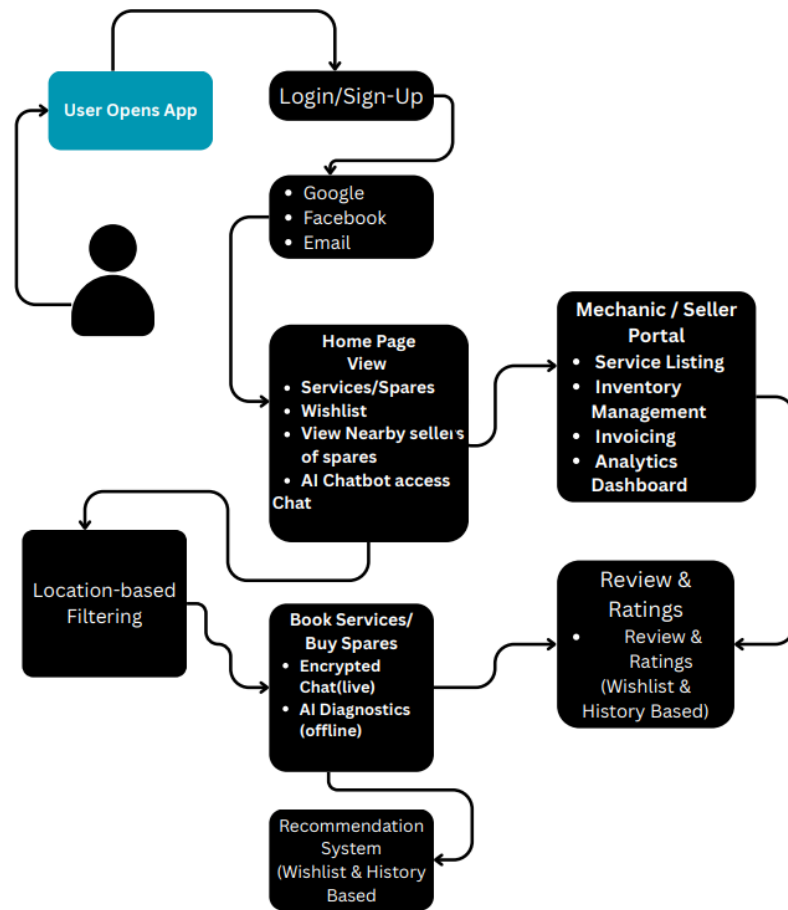 User Opens App
Login/Sign-Up
• Google
• Facebook
• Email
Home Page
View
• Services/Spares
• Wishlist
• View Nearby sellers
of spares
• AI Chatbot access
Chat
Mechanic / Seller
Portal
• Service Listing
• Inventory
Management
• Invoicing
• Analytics
Dashboard
Location-based
Filtering
Book Services/
Buy Spares
• Encrypted
Chat(live)
• AI Diagnostics
(offline)
Review &
Ratings
• Review &
Ratings
(Wishlist &
History Based)
Recommendation
System
(Wishlist & History
Based